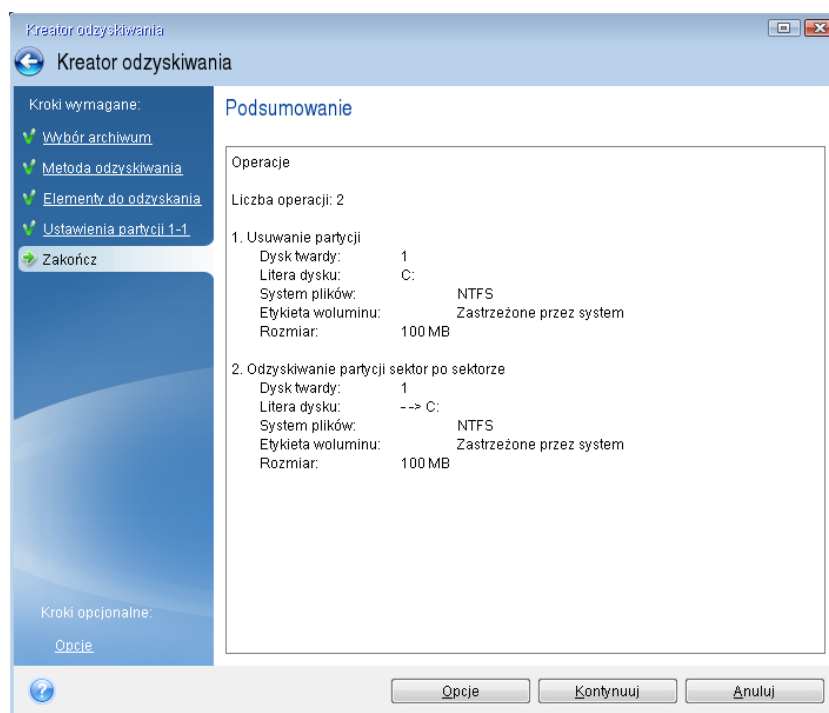 Kreator odzyskiwania
Kreator odzyskiwania
Kroki wymagane:
Wybór archiwum
Metoda odzyskiwania
Elementy do odzyskania
Ustawienia partycji 1-1
Zakończ
Kroki opcjonalne:
Opcje
Podsumowanie
Operacje
Liczba operacji: 2
1. Usuwanie partycji
Dysk twardy: 1
Litera dysku: C:
System plików: NTFS
Etykieta woluminu: Zastrzeżone przez system
Rozmiar: 100 MB
2. Odzyskiwanie partycji sektor po sektorze
Dysk twardy: 1
Litera dysku: --> C:
System plików: NTFS
Etykieta woluminu: Zastrzeżone przez system
Rozmiar: 100 MB
Opcje Kontynuuj Anuluj